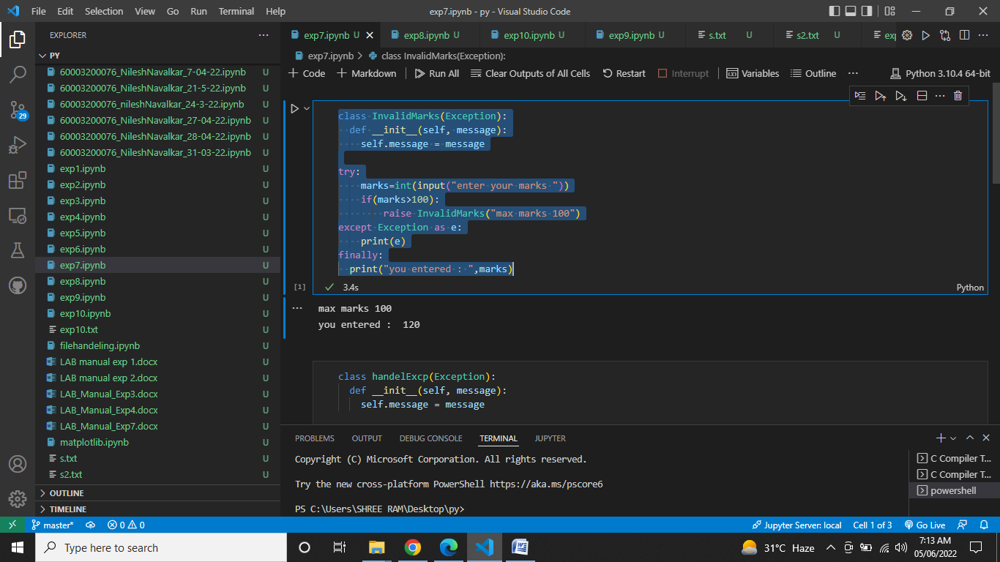 File Edit Selection View Go Run Terminal Help exp7.ipynb - py - Visual Studio Code
EXPLORER
PY
60003200076_NileshNavalkar_7-04-22.ipynb U
60003200076_NileshNavalkar_21-5-22.ipynb U
60003200076_nileshNavalkar_24-3-22.ipynb U
60003200076_NileshNavalkar_27-04-22.ipynb U
60003200076_NileshNavalkar_28-04-22.ipynb U
60003200076_NileshNavalkar_31-03-22.ipynb U
exp1.ipynb U
exp2.ipynb U
exp3.ipynb U
exp4.ipynb U
exp5.ipynb U
exp6.ipynb U
exp7.ipynb U
exp8.ipynb U
exp9.ipynb U
exp10.ipynb U
exp10.txt U
filehandeling.ipynb U
LAB manual exp 1.docx U
LAB manual exp 2.docx U
LAB_Manual_Exp3.docx U
LAB_Manual_Exp4.docx U
LAB_Manual_Exp7.docx U
matplotlib.ipynb U
s.txt U
s2.txt U
OUTLINE
TIMELINE
29
exp7.ipynb U exp8.ipynb U exp10.ipynb U exp9.ipynb U s.txt U s2.txt U exp
exp7.ipynb > class InvalidMarks(Exception):
+ Code + Markdown Run All Clear Outputs of All Cells Restart Interrupt Variables Outline ... Python 3.10.4 64-bit
class InvalidMarks(Exception):
def __init__(self, message):
self.message = message
try:
marks=int(input("enter your marks "))
if(marks>100):
raise InvalidMarks("max marks 100")
except Exception as e:
print(e)
finally:
print("you entered : ",marks)
[1] 3.4s Python
max marks 100
you entered :  120
class handelExcp(Exception):
def __init__(self, message):
self.message = message
PROBLEMS OUTPUT DEBUG CONSOLE TERMINAL JUPYTER
Copyright (C) Microsoft Corporation. All rights reserved.
Try the new cross-platform PowerShell https://aka.ms/pscore6
PS C:\Users\SHREE RAM\Desktop\py>
C Compiler T...
C Compiler T...
powershell
master* 0 0 Jupyter Server: local Cell 1 of 3 Go Live
Type here to search 31°C Haze 7:13 AM
05/06/2022